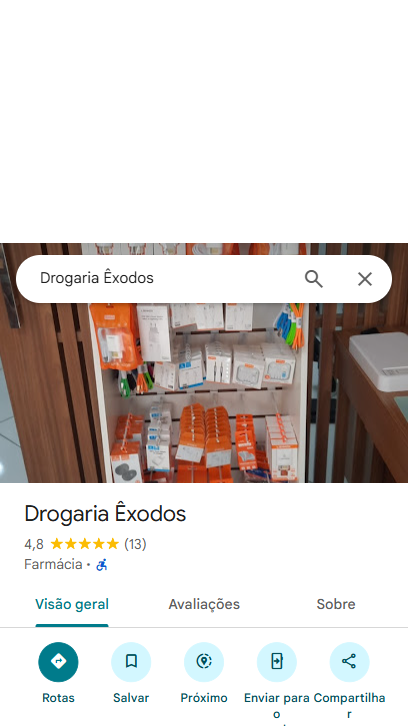 Drogaria Êxodos
Drogaria Êxodos
4,8 (13)
Farmácia ·
Visão geral Avaliações Sobre
Rotas Salvar Próximo Enviar para o Compartilhar